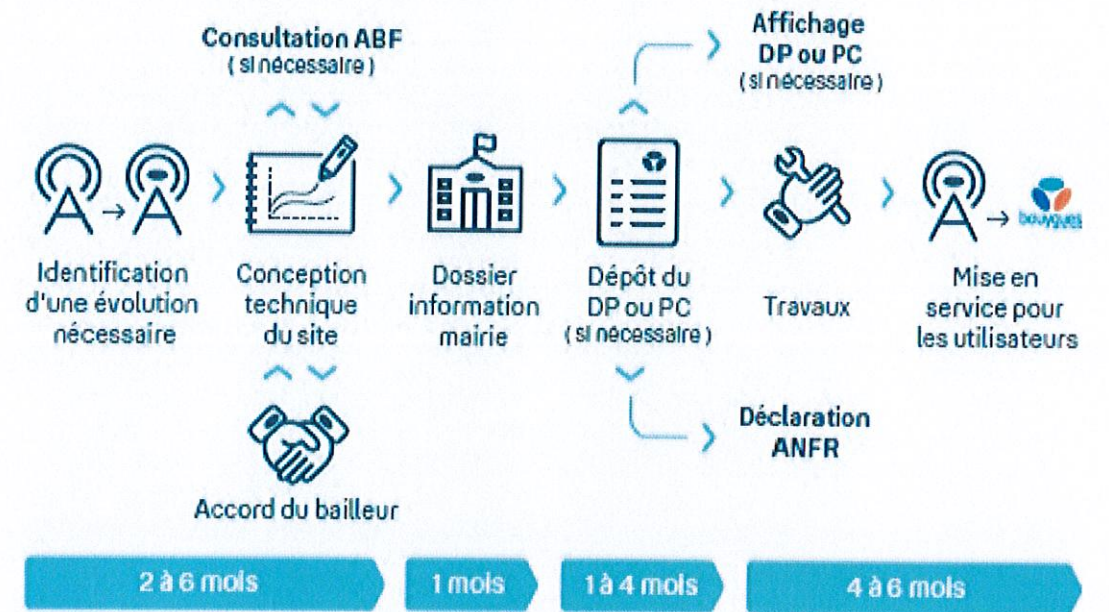 Consultation ABF
(si nécessaire)
Affichage
DP ou PC
(si nécessaire)
Identification
d'une évolution
nécessaire
Conception
technique
du site
Dossier
information
mairie
Dépôt du
DP ou PC
(si nécessaire)
Travaux
bouygues
Mise en
service pour
les utilisateurs
Accord du bailleur
Déclaration
ANFR
2 à 6 mois
1 mois
1 à 4 mois
4 à 6 mois